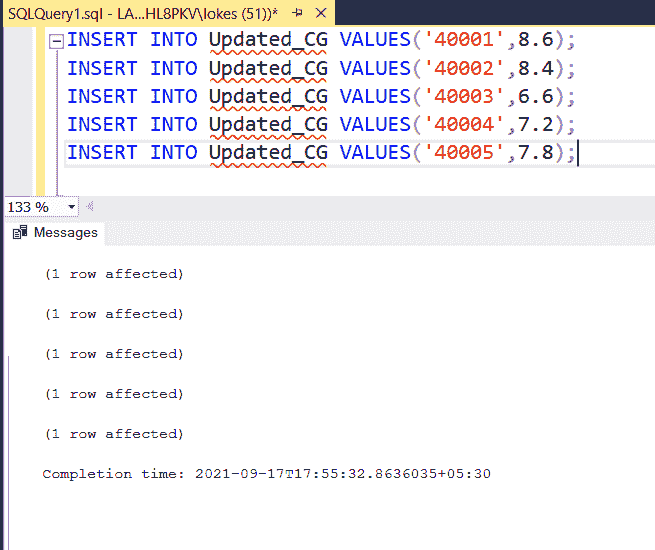 SQLQuery1.sql - LA...HL8PKV\lokes (51))*
INSERT INTO Updated_CG VALUES('40001',8.6);
INSERT INTO Updated_CG VALUES('40002',8.4);
INSERT INTO Updated_CG VALUES('40003',6.6);
INSERT INTO Updated_CG VALUES('40004',7.2);
INSERT INTO Updated_CG VALUES('40005',7.8);
133 %
Messages
(1 row affected)
(1 row affected)
(1 row affected)
(1 row affected)
(1 row affected)
Completion time: 2021-09-17T17:55:32.8636035+05:30